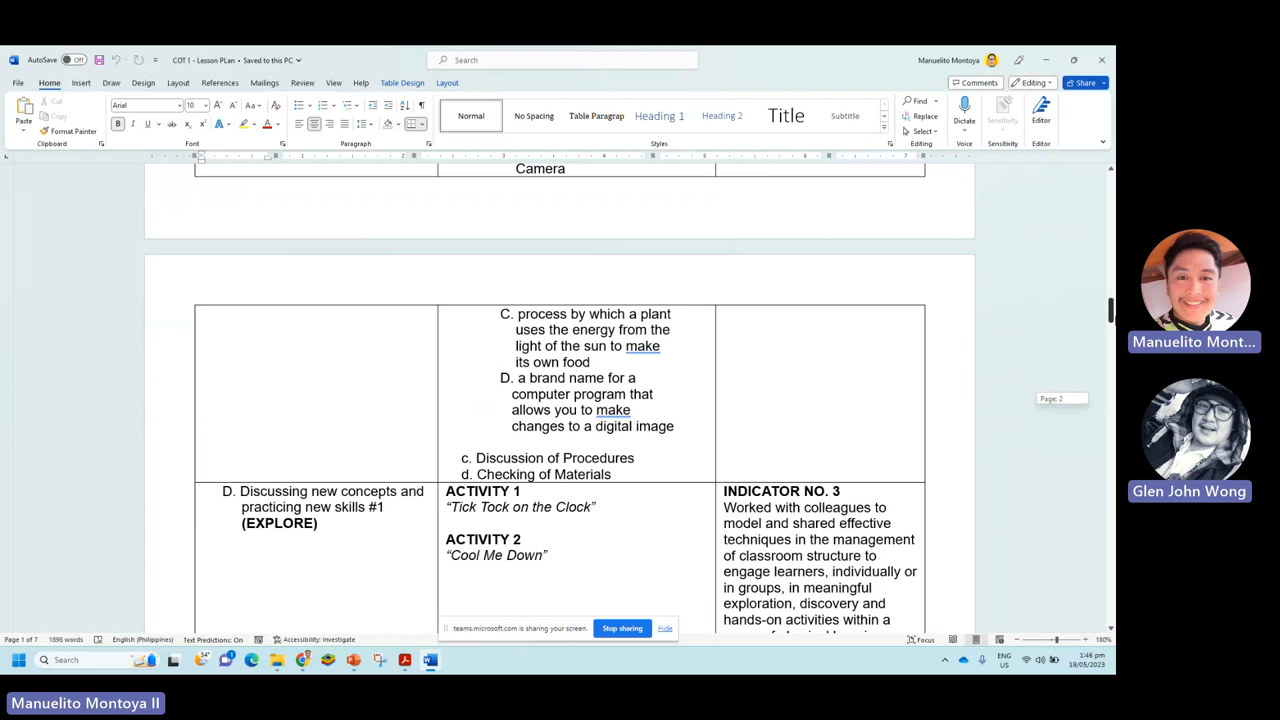 AutoSave Off
COT 1 - Lesson PLan • Saved to this PC
Search
Manuelito Montoya
File Home Insert Draw Design Layout References Mailings Review View Help Table Design Layout
Comments Editing Share
Paste
Cut
Copy
Format Painter
Clipboard
Arial 10
Font
Paragraph
Normal No Spacing Table Paragrap Heading 1 Heading 2 Title Subtitle
Styles
Find
Replace
Select
Editing
Dictate
Voice
Sensitivity
Sensitivity
Editor
Editor
Camera
C. process by which a plant
uses the energy from the
light of the sun to make
its own food
D. a brand name for a
computer program that
allows you to make
changes to a digital image
c. Discussion of Procedures
d. Checking of Materials
D. Discussing new concepts and
practicing new skills #1
(EXPLORE)
ACTIVITY 1
“Tick Tock on the Clock”
ACTIVITY 2
“Cool Me Down”
INDICATOR NO. 3
Worked with colleagues to
model and shared effective
techniques in the management
of classroom structure to
engage learners, individually or
in groups, in meaningful
exploration, discovery and
hands-on activities within a
Page: 2
teams.microsoft.com is sharing your screen. Stop sharing Hide
Page 1 of 7 1898 words English (Philippines) Text Predictions: On Accessibility: Investigate
Focus 180%
Search
34°
ENG
US
1:46 pm
19/05/2023
Manuelito Mont...
Glen John Wong
Manuelito Montoya II